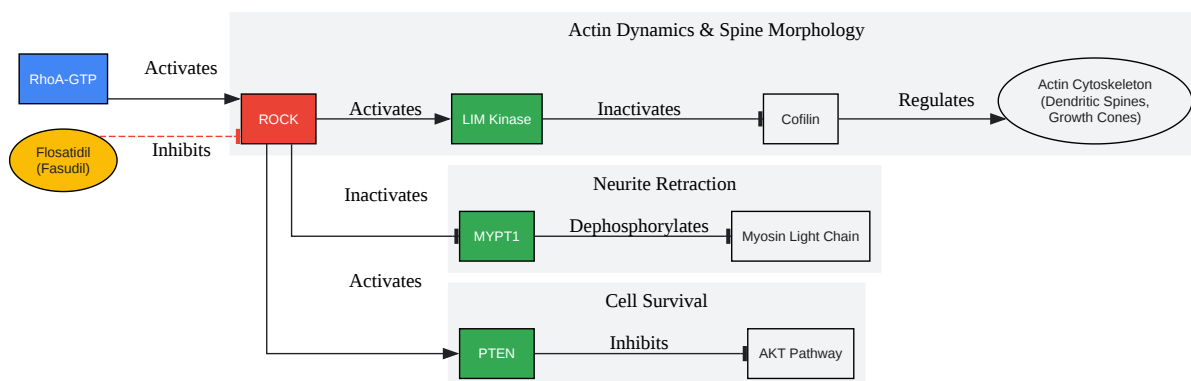 Actin Dynamics & Spine Morphology
RhoA-GTP
Activates
ROCK
Activates
LIM Kinase
Inactivates
Cofilin
Regulates
Actin Cytoskeleton
(Dendritic Spines,
Growth Cones)
Flosatidil
(Fasudil)
Inhibits
Neurite Retraction
Inactivates
MYPT1
Dephosphorylates
Myosin Light Chain
Activates
Cell Survival
PTEN
Inhibits
AKT Pathway